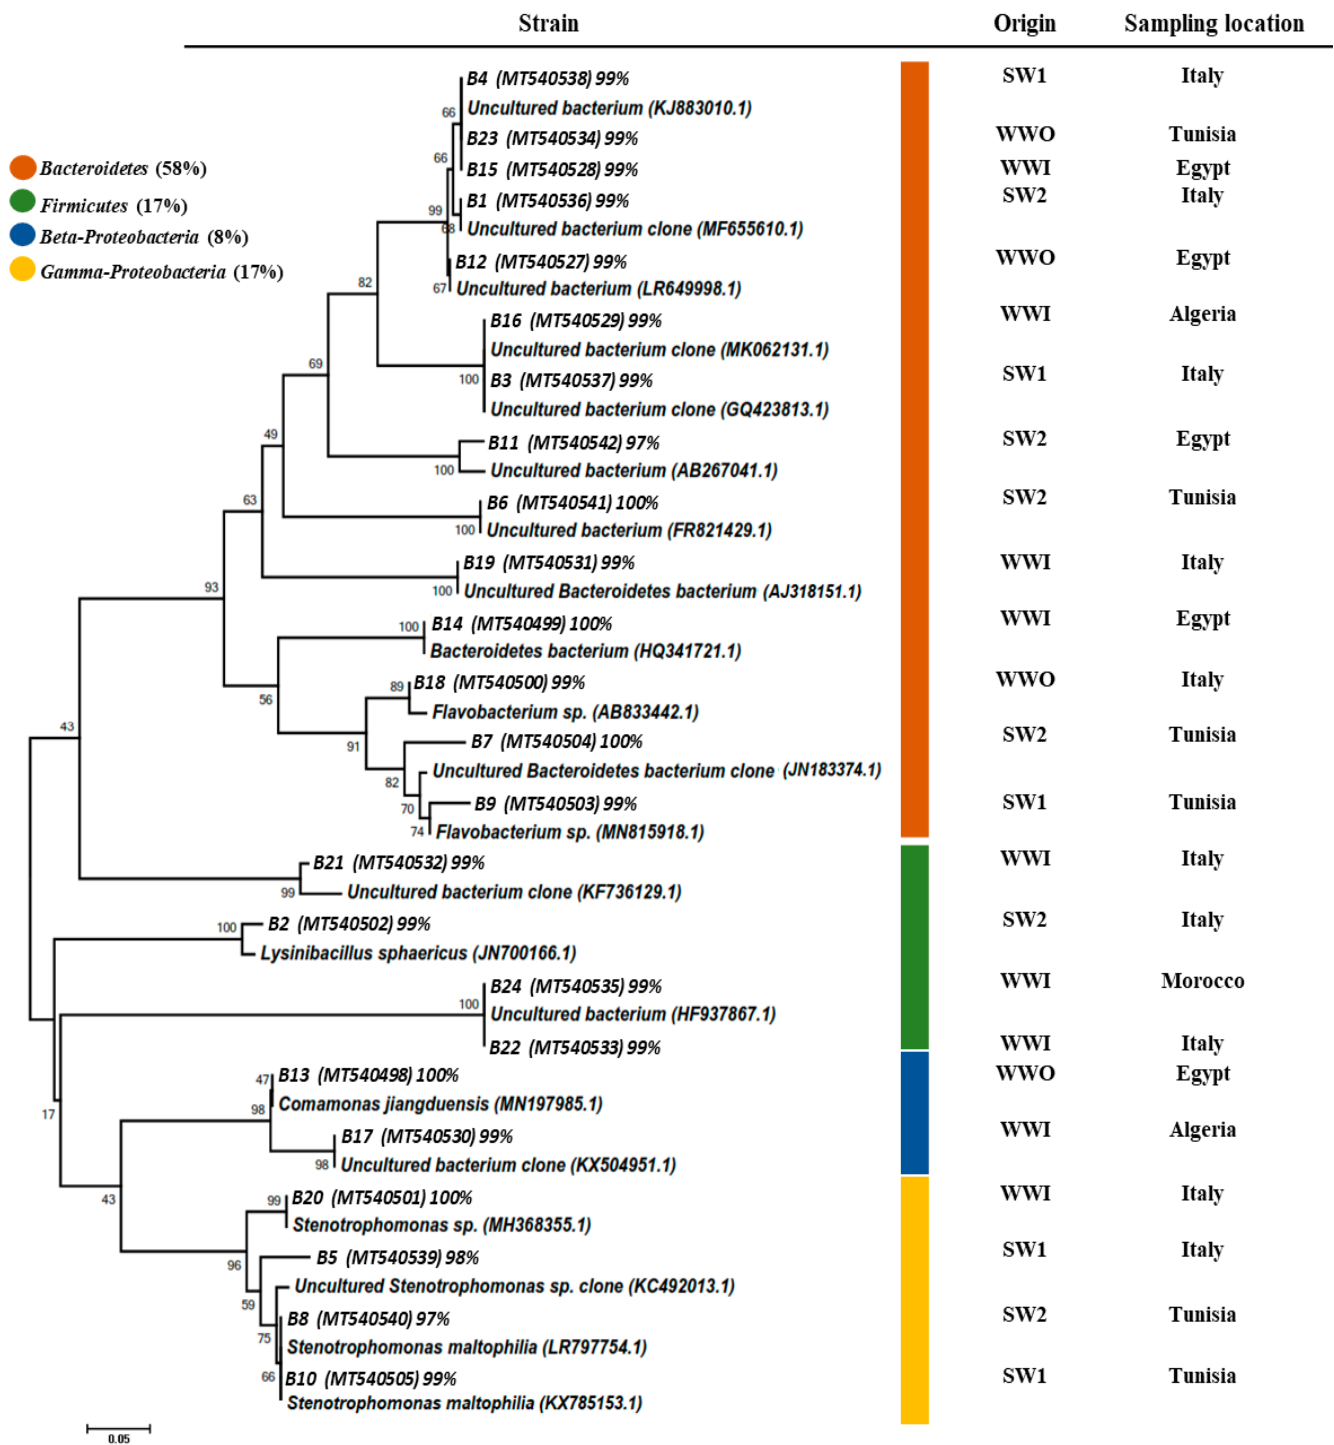 Strain Origin Sampling location
B4 (MT540538) 99% SW1 Italy
66
Uncultured bacterium (KJ883010.1)
B23 (MT540534) 99% WWO Tunisia
66
Bacteroidetes (58%)
B15 (MT540528) 99% WWI Egypt
Firmicutes (17%)
B1 (MT540536) 99% SW2 Italy
99
68
Uncultured bacterium clone (MF655610.1)
Beta-Proteobacteria (8%)
B12 (MT540527) 99% WWO Egypt
Gamma-Proteobacteria (17%)
82
67
Uncultured bacterium (LR649998.1)
B16 (MT540529) 99% WWI Algeria
Uncultured bacterium clone (MK062131.1)
69
100
B3 (MT540537) 99% SW1 Italy
Uncultured bacterium clone (GQ423813.1)
49
B11 (MT540542) 97% SW2 Egypt
100
Uncultured bacterium (AB267041.1)
63
B6 (MT540541) 100% SW2 Tunisia
100
Uncultured bacterium (FR821429.1)
B19 (MT540531) 99% WWI Italy
93
100
Uncultured Bacteroidetes bacterium (AJ318151.1)
100
B14 (MT540499) 100% WWI Egypt
Bacteroidetes bacterium (HQ341721.1)
56
89
B18 (MT540500) 99% WWO Italy
Flavobacterium sp. (AB833442.1)
43
91
B7 (MT540504) 100% SW2 Tunisia
Uncultured Bacteroidetes bacterium clone (JN183374.1)
82
70
B9 (MT540503) 99% SW1 Tunisia
74
Flavobacterium sp. (MN815918.1)
B21 (MT540532) 99% WWI Italy
99
Uncultured bacterium clone (KF736129.1)
100
B2 (MT540502) 99% SW2 Italy
Lysinibacillus sphaericus (JN700166.1)
B24 (MT540535) 99% WWI Morocco
100
Uncultured bacterium (HF937867.1)
B22 (MT540533) 99% WWI Italy
47
B13 (MT540498) 100% WWO Egypt
Comamonas jiangduensis (MN197985.1)
17
98
B17 (MT540530) 99% WWI Algeria
98
Uncultured bacterium clone (KX504951.1)
43
99
B20 (MT540501) 100% WWI Italy
Stenotrophomonas sp. (MH368355.1)
96
B5 (MT540539) 98% SW1 Italy
Uncultured Stenotrophomonas sp. clone (KC492013.1)
59
B8 (MT540540) 97% SW2 Tunisia
75
Stenotrophomonas maltophilia (LR797754.1)
66
B10 (MT540505) 99% SW1 Tunisia
Stenotrophomonas maltophilia (KX785153.1)
0.05